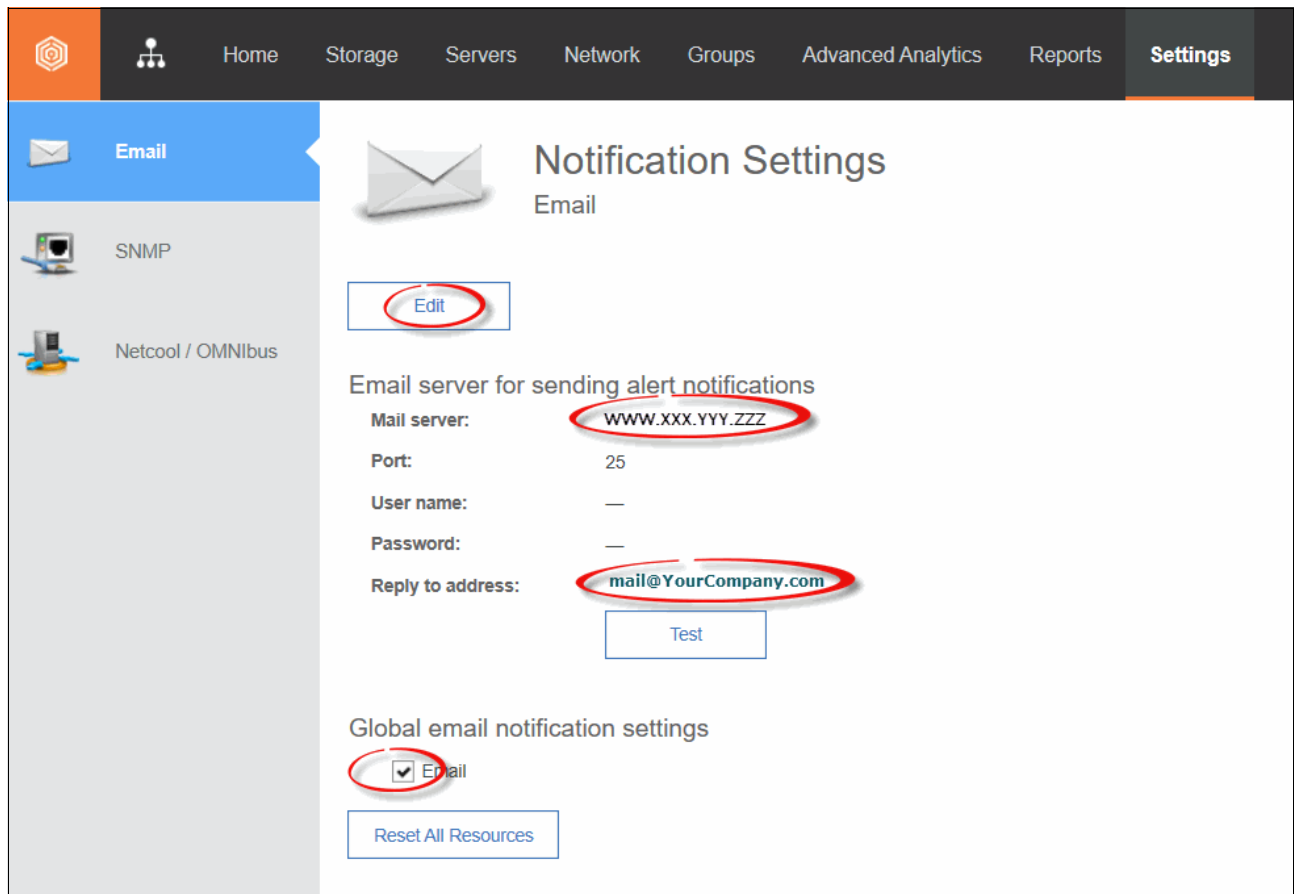 Home Storage Servers Network Groups Advanced Analytics Reports Settings
Email
SNMP
Netcool / OMNIbus
Notification Settings
Email
Edit
Email server for sending alert notifications
Mail server: WWW.XXX.YYY.ZZZ
Port: 25
User name: —
Password: —
Reply to address: mail@YourCompany.com
Test
Global email notification settings
Email
Reset All Resources